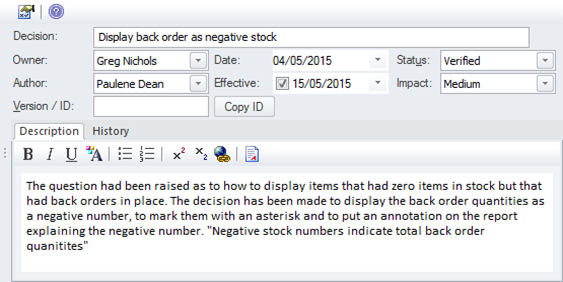 Decision: Display back order as negative stock
Owner: Greg Nichols Date: 04/05/2015 Status: Verified
Author: Paulene Dean Effective: 15/05/2015 Impact: Medium
Version / ID: Copy ID
Description History
B I U A x² x₂
The question had been raised as to how to display items that had zero items in stock but that
had back orders in place. The decision has been made to display the back order quantities as
a negative number, to mark them with an asterisk and to put an annotation on the report
explaining the negative number. "Negative stock numbers indicate total back order
quanitites"